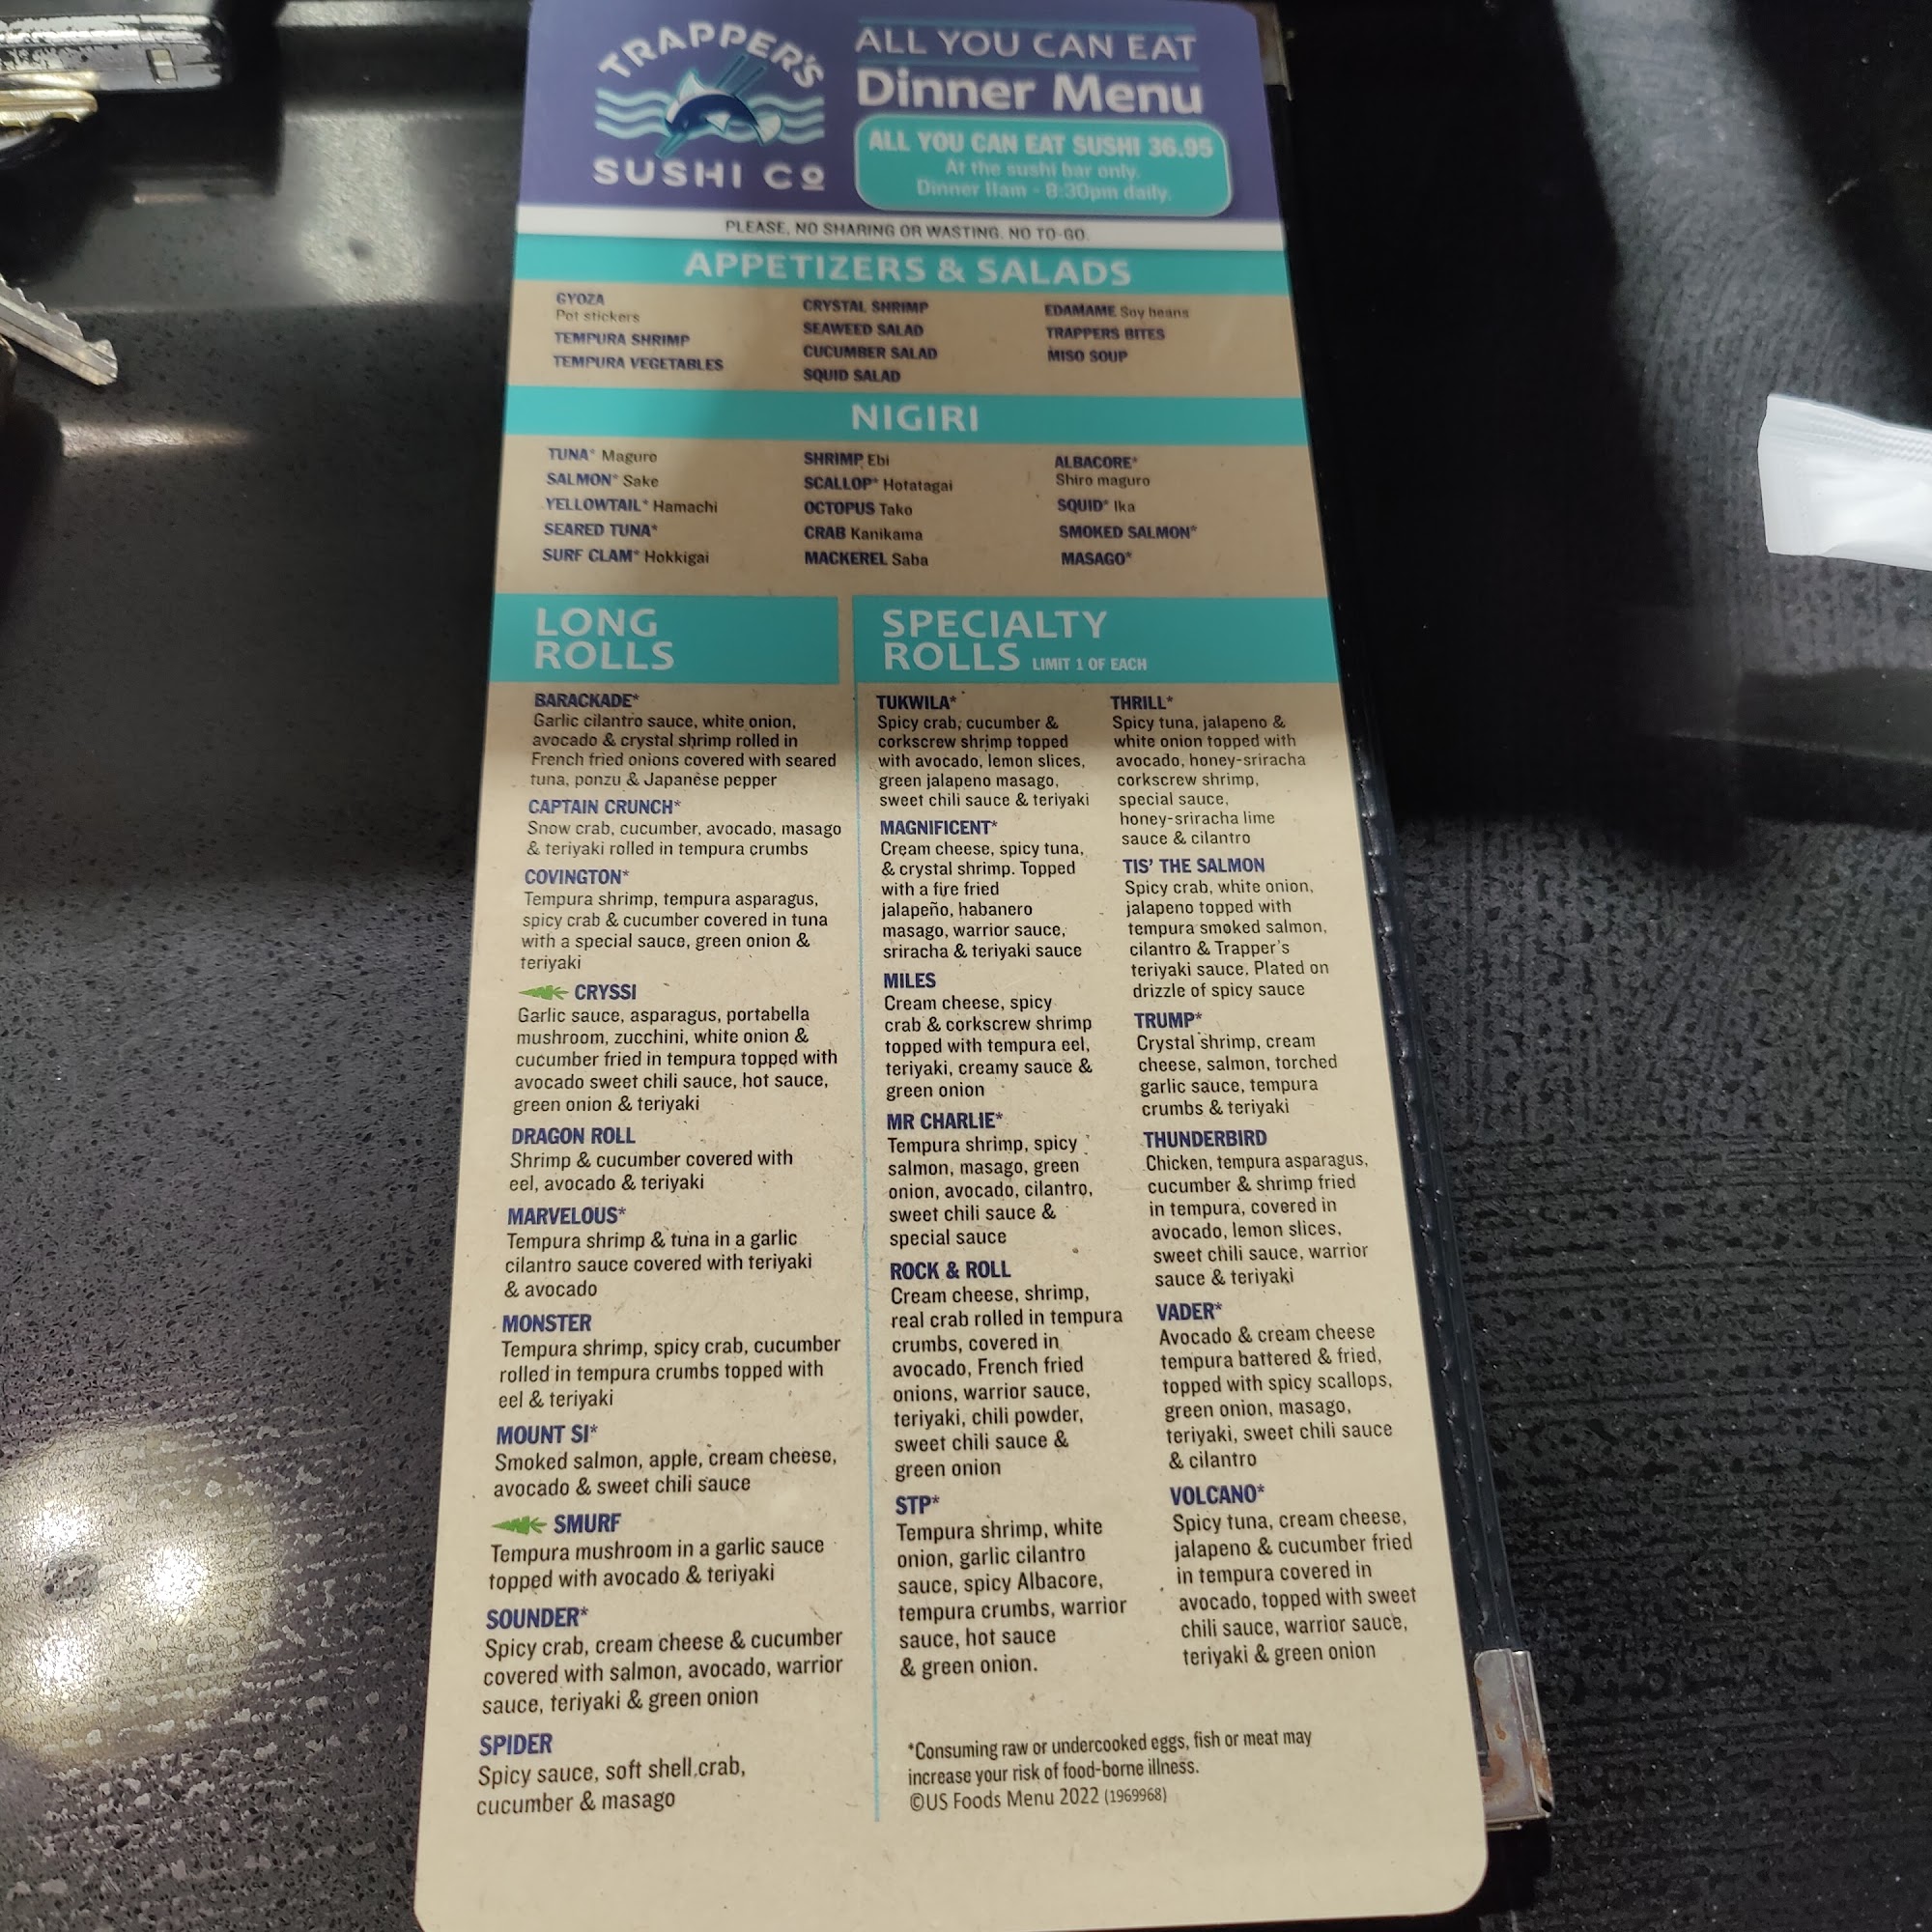 TRAPPER'S
SUSHI CO
ALL YOU CAN EAT
Dinner Menu
ALL YOU CAN EAT SUSHI 36.95
At the sushi bar only.
Dinner 11am - 8:30pm daily.
PLEASE, NO SHARING OR WASTING. NO TO-GO.
APPETIZERS & SALADS
GYOZA
Pot stickers
TEMPURA SHRIMP
TEMPURA VEGETABLES
CRYSTAL SHRIMP
SEAWEED SALAD
CUCUMBER SALAD
SQUID SALAD
EDAMAME Soy beans
TRAPPERS BITES
MISO SOUP
NIGIRI
TUNA* Maguro
SALMON* Sake
YELLOWTAIL* Hamachi
SEARED TUNA*
SURF CLAM* Hokkigai
SHRIMP Ebi
SCALLOP* Hotatagai
OCTOPUS Tako
CRAB Kanikama
MACKEREL Saba
ALBACORE*
Shiro maguro
SQUID* Ika
SMOKED SALMON*
MASAGO*
LONG
ROLLS
BARACKADE*
Garlic cilantro sauce, white onion,
avocado & crystal shrimp rolled in
French fried onions covered with seared
tuna, ponzu & Japanese pepper
CAPTAIN CRUNCH*
Snow crab, cucumber, avocado, masago
& teriyaki rolled in tempura crumbs
COVINGTON*
Tempura shrimp, tempura asparagus,
spicy crab & cucumber covered in tuna
with a special sauce, green onion &
teriyaki
CRYSSI
Garlic sauce, asparagus, portabella
mushroom, zucchini, white onion &
cucumber fried in tempura topped with
avocado sweet chili sauce, hot sauce,
green onion & teriyaki
DRAGON ROLL
Shrimp & cucumber covered with
eel, avocado & teriyaki
MARVELOUS*
Tempura shrimp & tuna in a garlic
cilantro sauce covered with teriyaki
& avocado
MONSTER
Tempura shrimp, spicy crab, cucumber
rolled in tempura crumbs topped with
eel & teriyaki
MOUNT SI*
Smoked salmon, apple, cream cheese,
avocado & sweet chili sauce
SMURF
Tempura mushroom in a garlic sauce
topped with avocado & teriyaki
SOUNDER*
Spicy crab, cream cheese & cucumber
covered with salmon, avocado, warrior
sauce, teriyaki & green onion
SPIDER
Spicy sauce, soft shell crab,
cucumber & masago
SPECIALTY
ROLLS LIMIT 1 OF EACH
TUKWILA*
Spicy crab, cucumber &
corkscrew shrimp topped
with avocado, lemon slices,
green jalapeno masago,
sweet chili sauce & teriyaki
MAGNIFICENT*
Cream cheese, spicy tuna,
& crystal shrimp. Topped
with a fire fried
jalapeño, habanero
masago, warrior sauce,
sriracha & teriyaki sauce
MILES
Cream cheese, spicy
crab & corkscrew shrimp
topped with tempura eel,
teriyaki, creamy sauce &
green onion
MR CHARLIE*
Tempura shrimp, spicy
salmon, masago, green
onion, avocado, cilantro,
sweet chili sauce &
special sauce
ROCK & ROLL
Cream cheese, shrimp,
real crab rolled in tempura
crumbs, covered in
avocado, French fried
onions, warrior sauce,
teriyaki, chili powder,
sweet chili sauce &
green onion
STP*
Tempura shrimp, white
onion, garlic cilantro
sauce, spicy Albacore,
tempura crumbs, warrior
sauce, hot sauce
& green onion.
THRILL*
Spicy tuna, jalapeno &
white onion topped with
avocado, honey-sriracha
corkscrew shrimp,
special sauce,
honey-sriracha lime
sauce & cilantro
TIS' THE SALMON
Spicy crab, white onion,
jalapeno topped with
tempura smoked salmon,
cilantro & Trapper's
teriyaki sauce. Plated on
drizzle of spicy sauce
TRUMP*
Crystal shrimp, cream
cheese, salmon, torched
garlic sauce, tempura
crumbs & teriyaki
THUNDERBIRD
Chicken, tempura asparagus,
cucumber & shrimp fried
in tempura, covered in
avocado, lemon slices,
sweet chili sauce, warrior
sauce & teriyaki
VADER*
Avocado & cream cheese
tempura battered & fried,
topped with spicy scallops,
green onion, masago,
teriyaki, sweet chili sauce
& cilantro
VOLCANO*
Spicy tuna, cream cheese,
jalapeno & cucumber fried
in tempura covered in
avocado, topped with sweet
chili sauce, warrior sauce,
teriyaki & green onion
*Consuming raw or undercooked eggs, fish or meat may
increase your risk of food-borne illness.
©US Foods Menu 2022 (1969968)